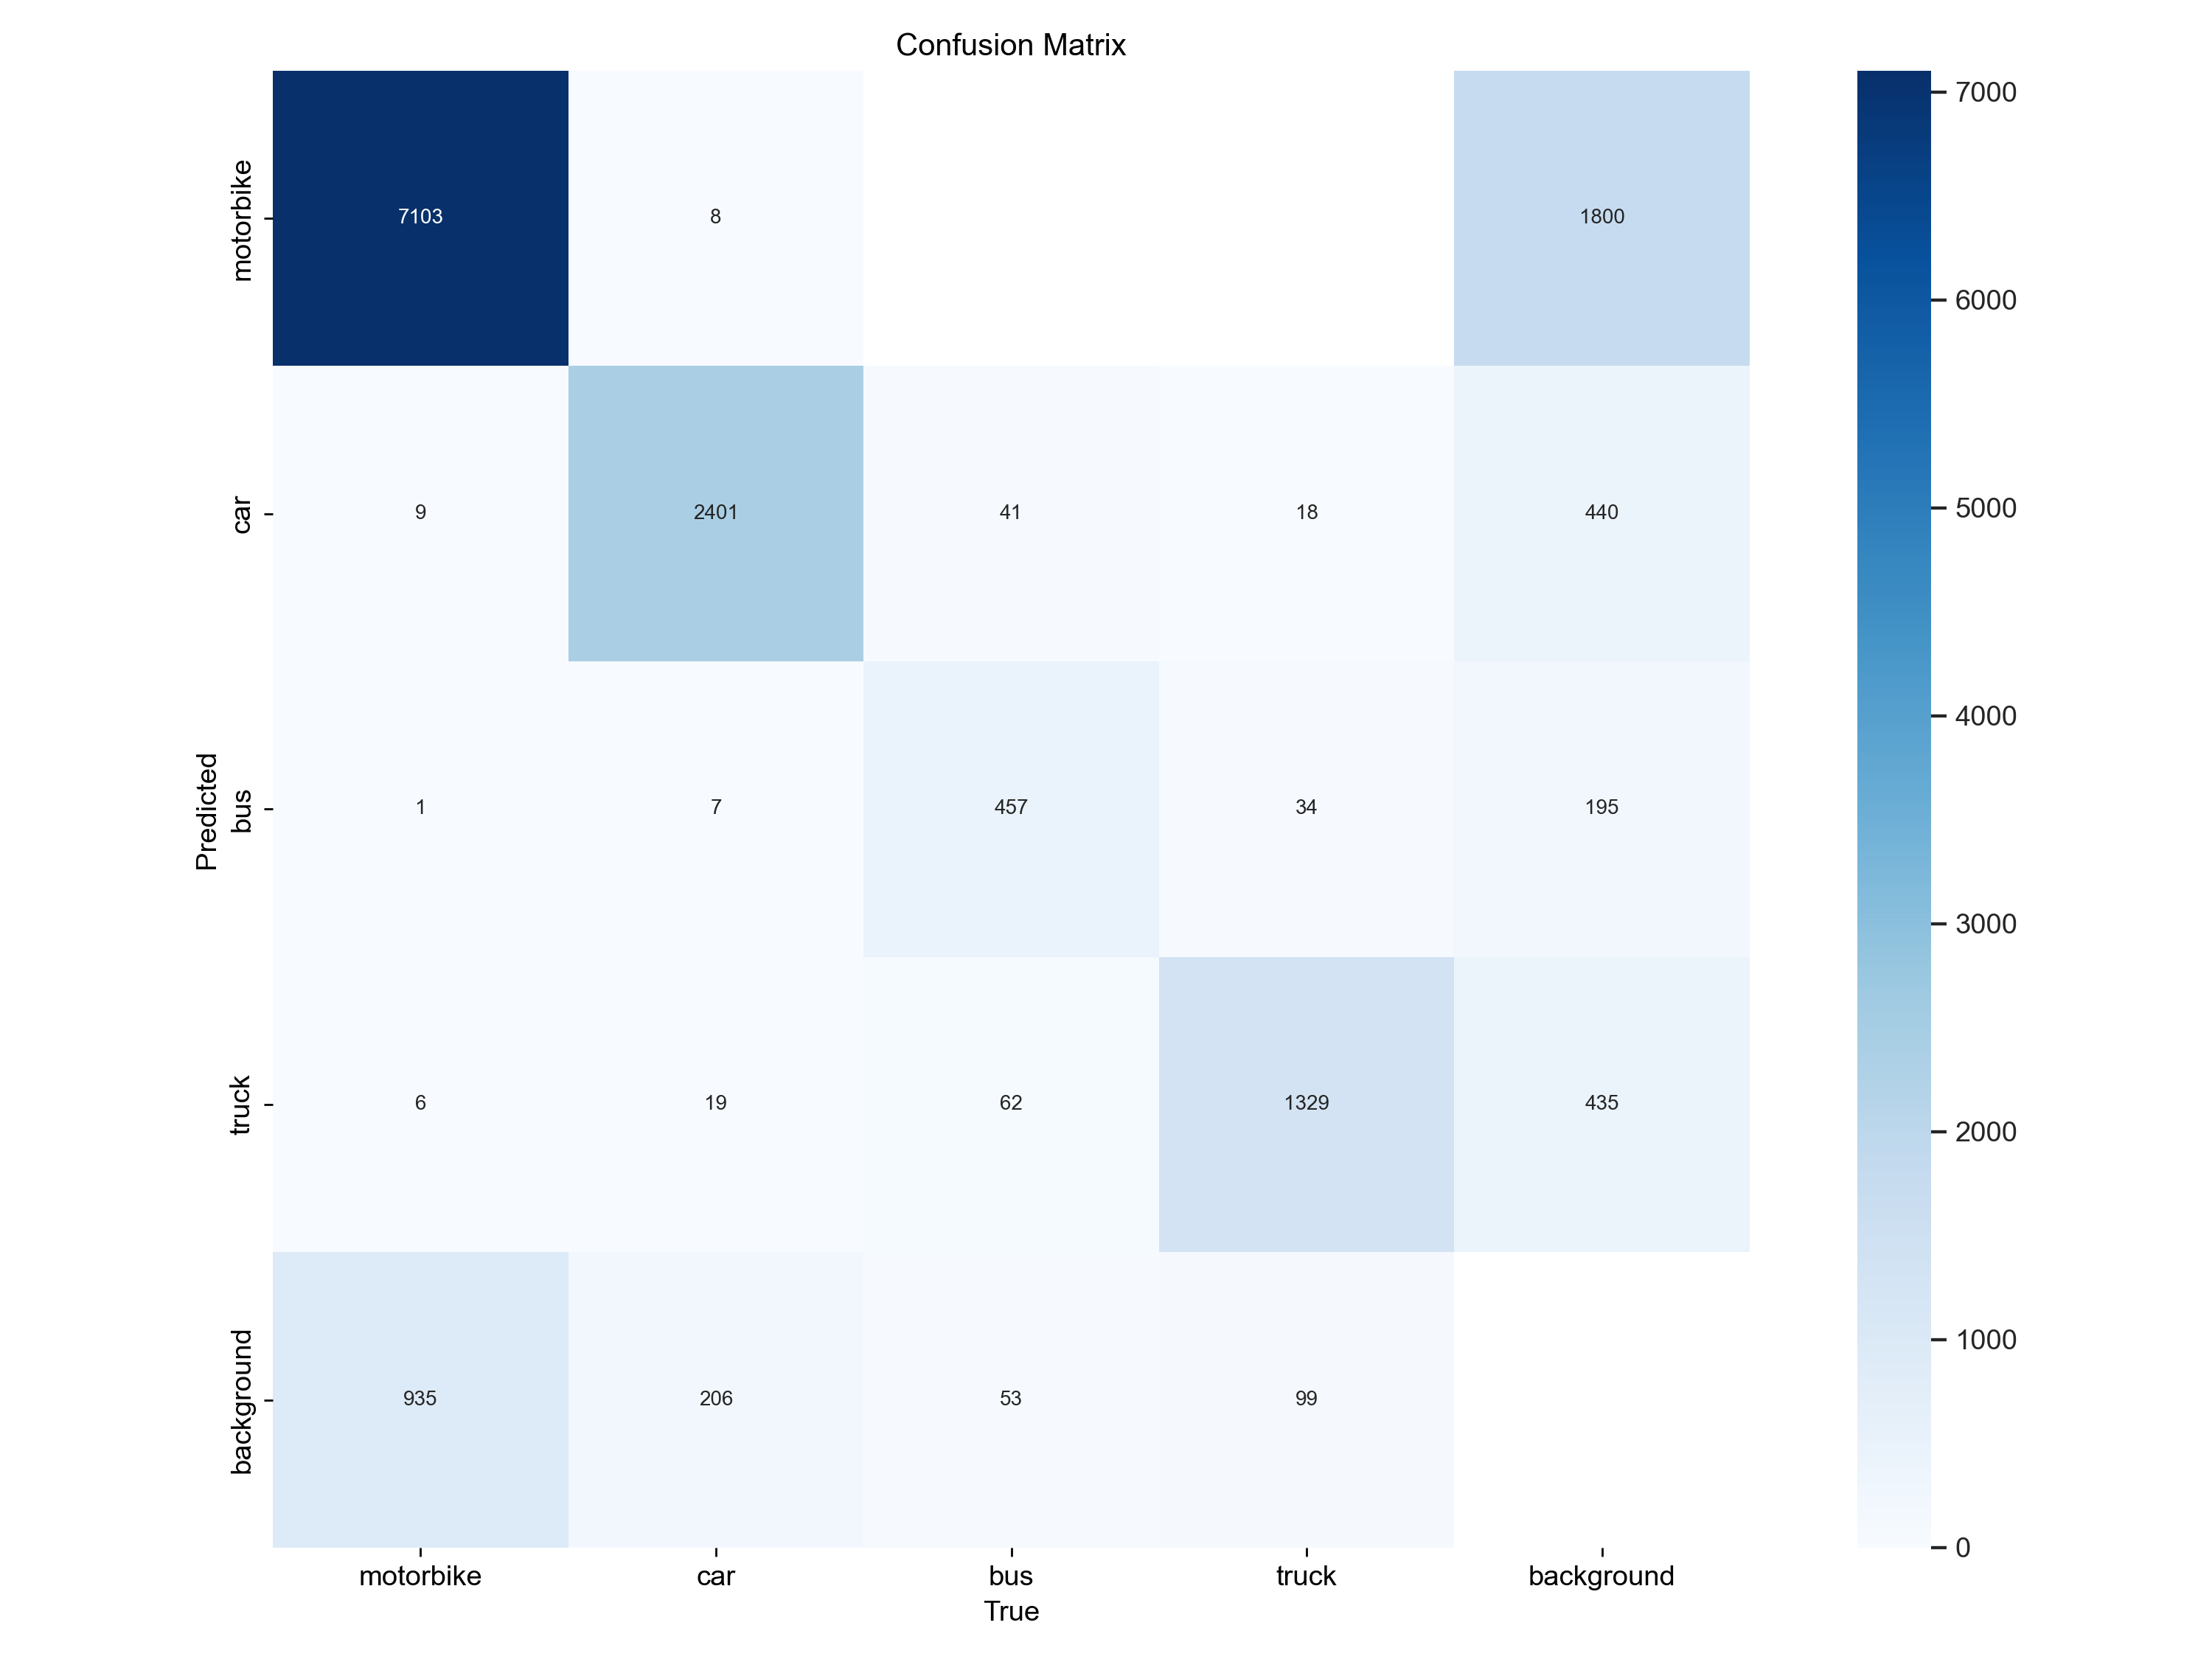 Confusion Matrix
motorbike
7103
8
1800
7000
6000
car
9
2401
41
18
440
5000
4000
Predicted
bus
1
7
457
34
195
3000
truck
6
19
62
1329
435
2000
background
935
206
53
99
1000
0
motorbike
car
bus
truck
background
True